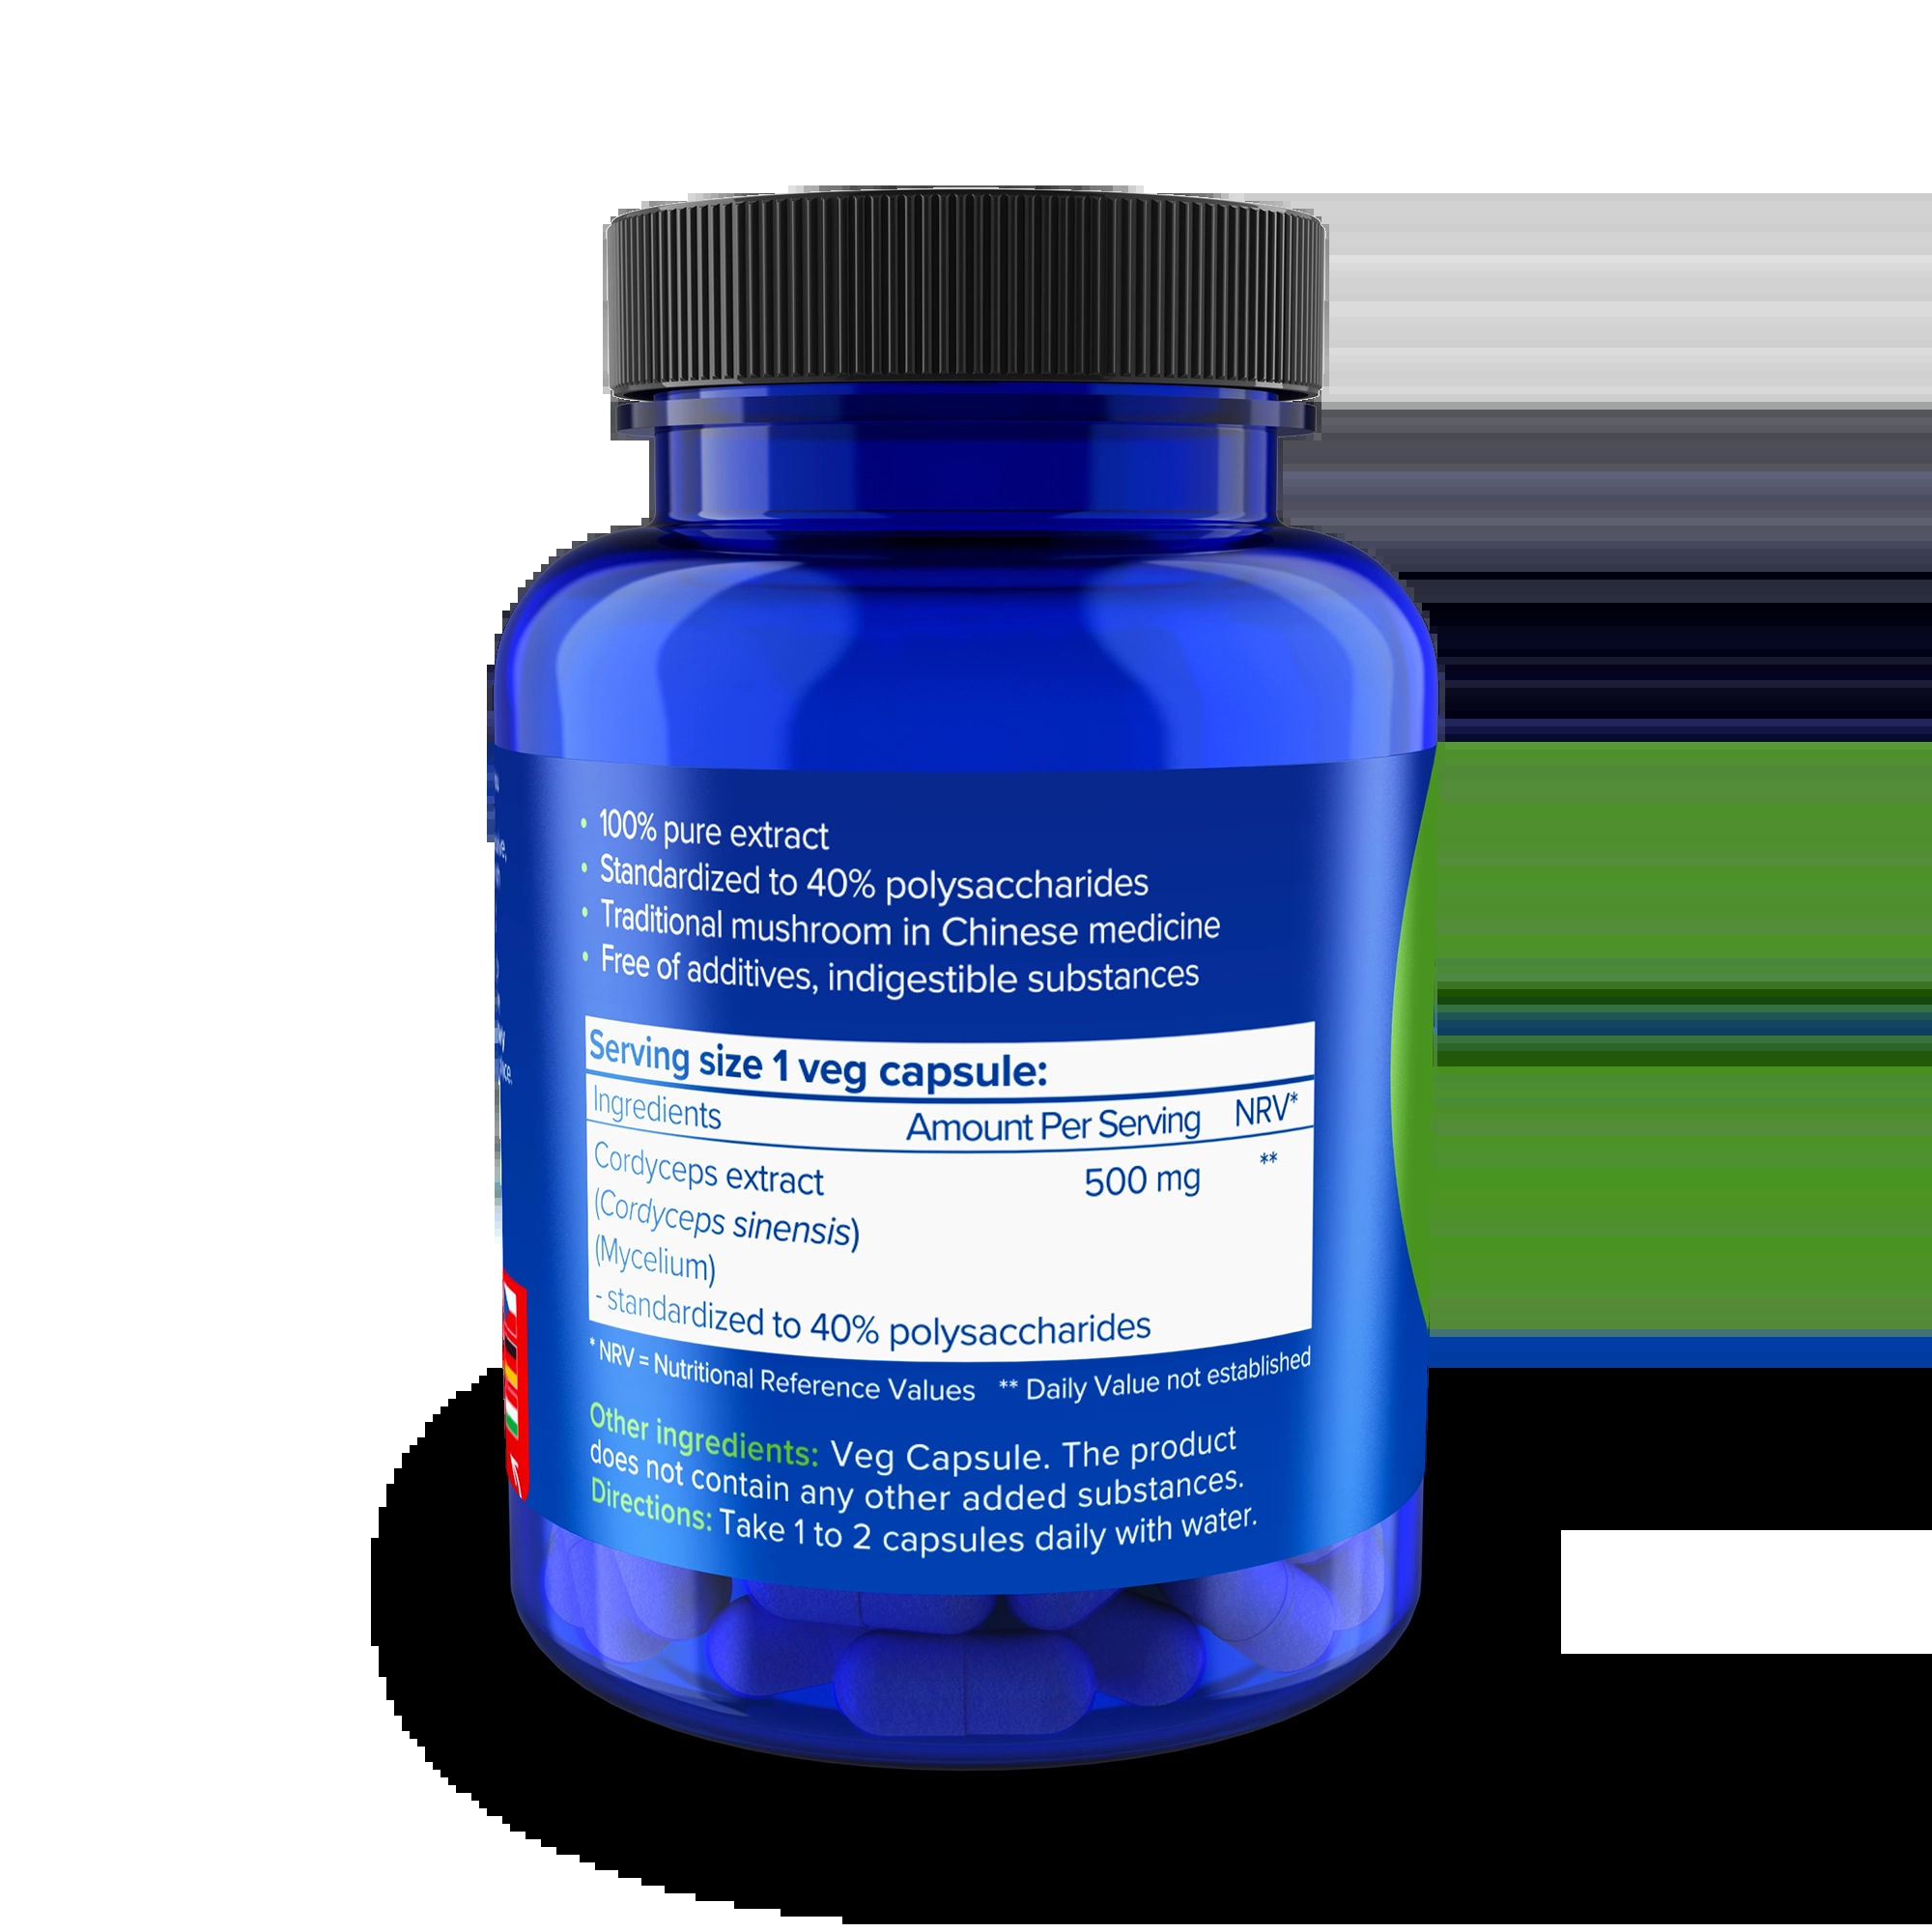 • 100% pure extract
• Standardized to 40% polysaccharides
• Traditional mushroom in Chinese medicine
• Free of additives, indigestible substances
Serving size 1 veg capsule:
Ingredients Amount Per Serving NRV*
Cordyceps extract 500 mg **
(Cordyceps sinensis)
(Mycelium)
- standardized to 40% polysaccharides
* NRV = Nutritional Reference Values ** Daily Value not established
Other ingredients: Veg Capsule. The product
does not contain any other added substances.
Directions: Take 1 to 2 capsules daily with water.